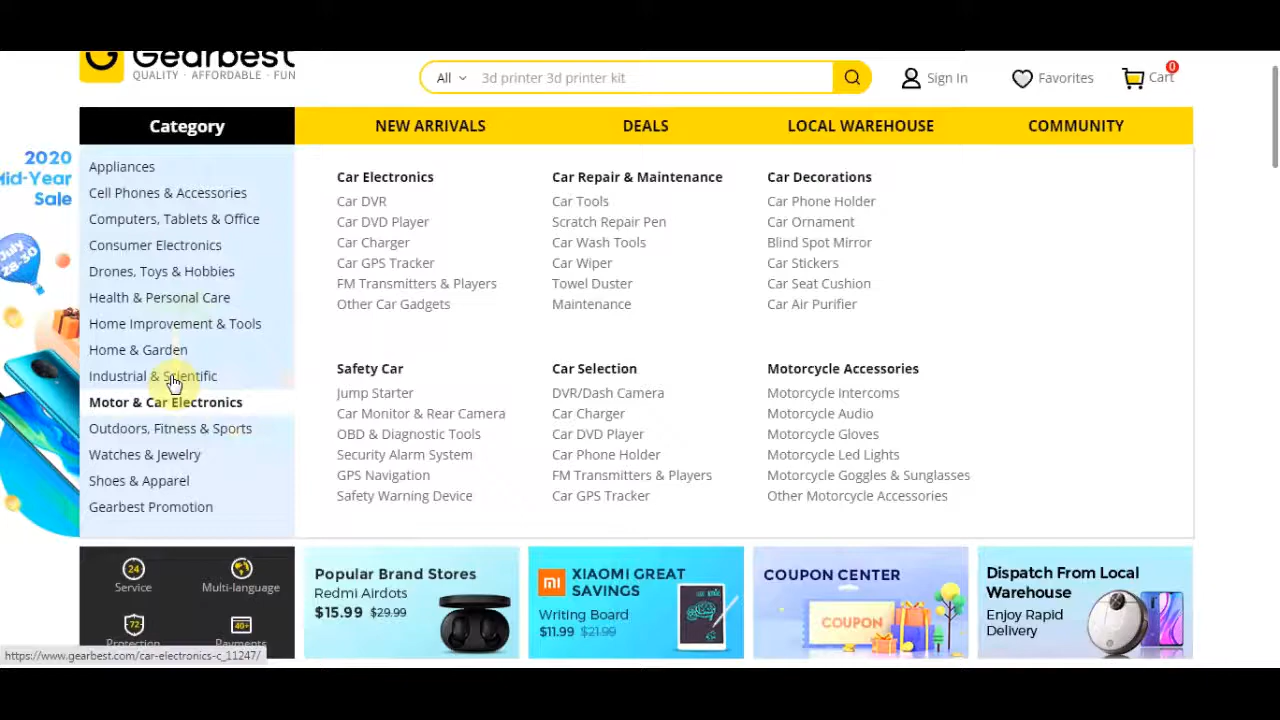 Gearbest
QUALITY · AFFORDABLE · FUN
All
3d printer 3d printer kit
Sign In
Favorites
Cart
0
Category
NEW ARRIVALS
DEALS
LOCAL WAREHOUSE
COMMUNITY
2020
Mid-Year
Sale
July
28-30
Appliances
Cell Phones & Accessories
Computers, Tablets & Office
Consumer Electronics
Drones, Toys & Hobbies
Health & Personal Care
Home Improvement & Tools
Home & Garden
Industrial & Scientific
Motor & Car Electronics
Outdoors, Fitness & Sports
Watches & Jewelry
Shoes & Apparel
Gearbest Promotion
Car Electronics
Car DVR
Car DVD Player
Car Charger
Car GPS Tracker
FM Transmitters & Players
Other Car Gadgets
Car Repair & Maintenance
Car Tools
Scratch Repair Pen
Car Wash Tools
Car Wiper
Towel Duster
Maintenance
Car Decorations
Car Phone Holder
Car Ornament
Blind Spot Mirror
Car Stickers
Car Seat Cushion
Car Air Purifier
Safety Car
Jump Starter
Car Monitor & Rear Camera
OBD & Diagnostic Tools
Security Alarm System
GPS Navigation
Safety Warning Device
Car Selection
DVR/Dash Camera
Car Charger
Car DVD Player
Car Phone Holder
FM Transmitters & Players
Car GPS Tracker
Motorcycle Accessories
Motorcycle Intercoms
Motorcycle Audio
Motorcycle Gloves
Motorcycle Led Lights
Motorcycle Goggles & Sunglasses
Other Motorcycle Accessories
24
Service
Multi-language
72
Protection
40+
Payments
Popular Brand Stores
Redmi Airdots
$15.99 $29.99
XIAOMI GREAT
SAVINGS
Writing Board
$11.99 $21.99
COUPON CENTER
COUPON
Dispatch From Local
Warehouse
Enjoy Rapid
Delivery
https://www.gearbest.com/car-electronics-c_11247/